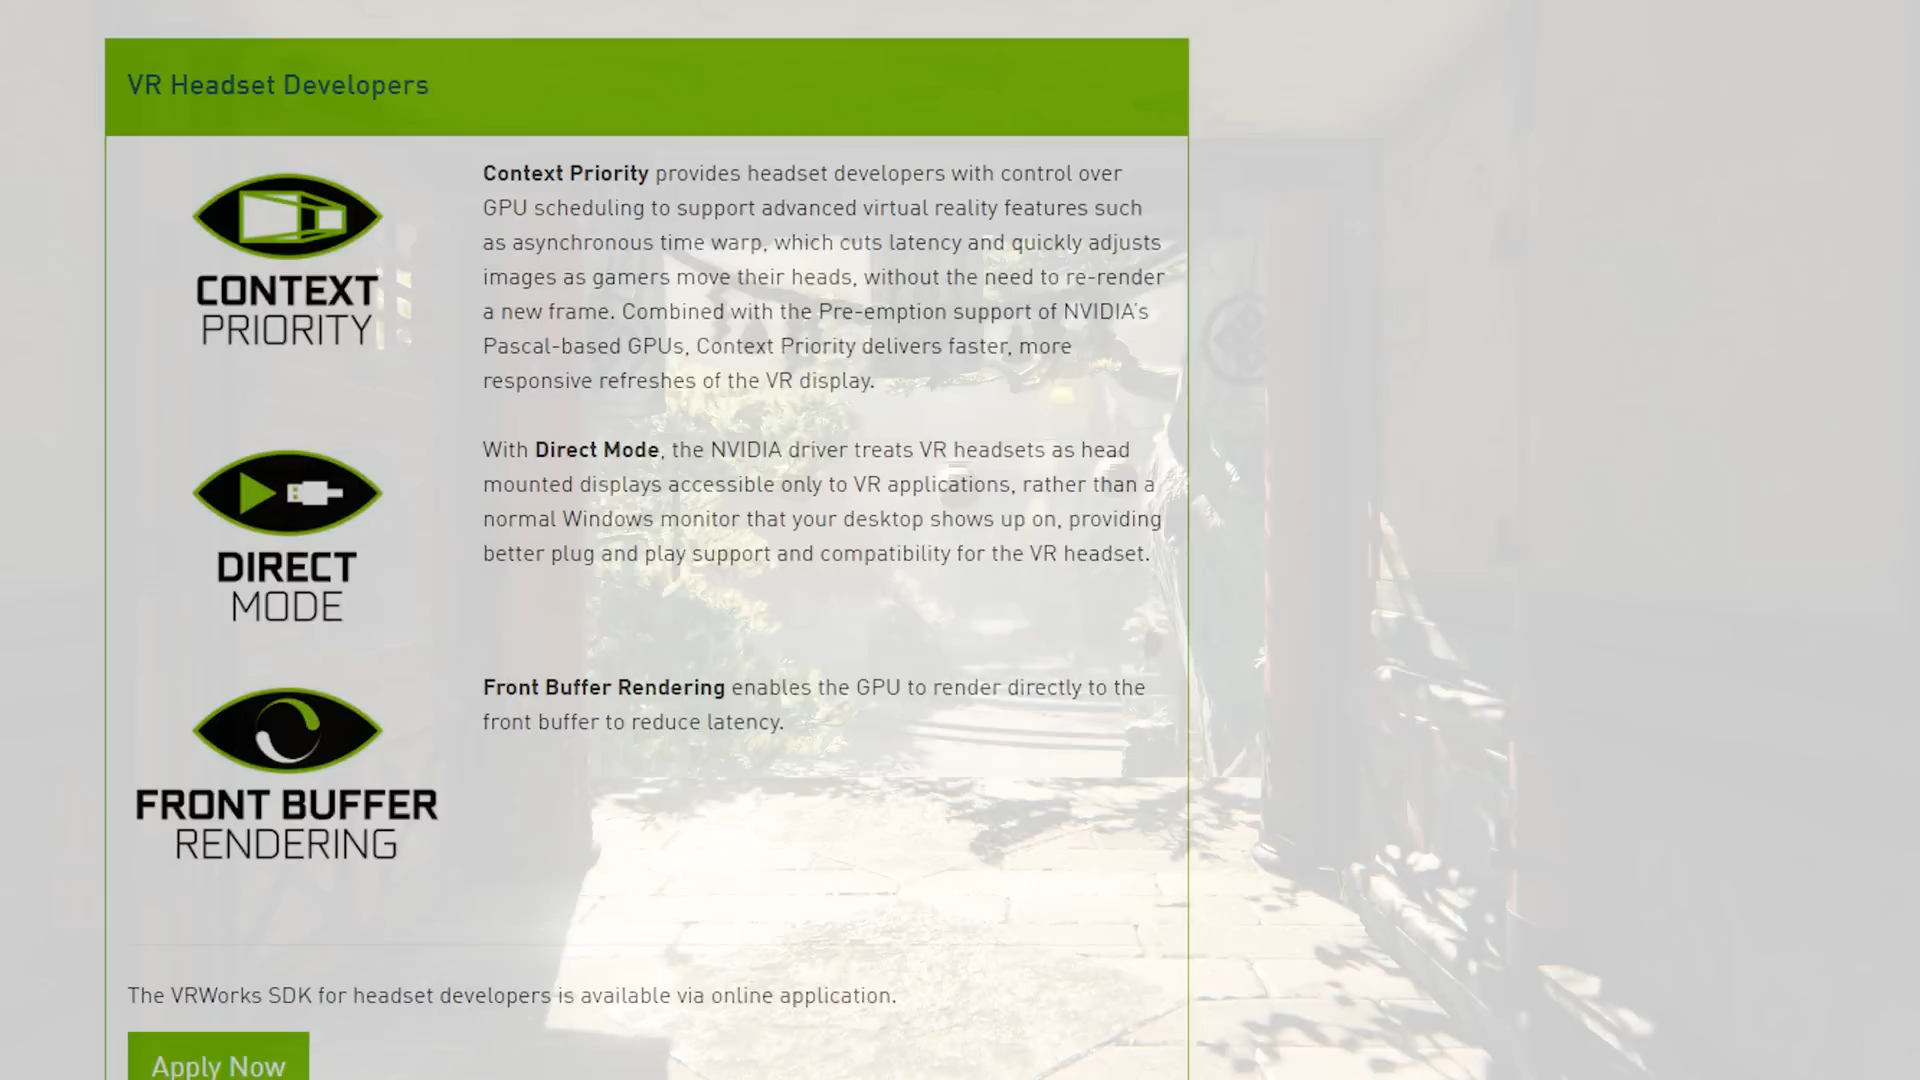 VR Headset Developers
CONTEXT
PRIORITY
Context Priority provides headset developers with control over
GPU scheduling to support advanced virtual reality features such
as asynchronous time warp, which cuts latency and quickly adjusts
images as gamers move their heads, without the need to re-render
a new frame. Combined with the Pre-emption support of NVIDIA's
Pascal-based GPUs, Context Priority delivers faster, more
responsive refreshes of the VR display.
DIRECT
MODE
With Direct Mode, the NVIDIA driver treats VR headsets as head
mounted displays accessible only to VR applications, rather than a
normal Windows monitor that your desktop shows up on, providing
better plug and play support and compatibility for the VR headset.
FRONT BUFFER
RENDERING
Front Buffer Rendering enables the GPU to render directly to the
front buffer to reduce latency.
The VRWorks SDK for headset developers is available via online application.
Apply Now